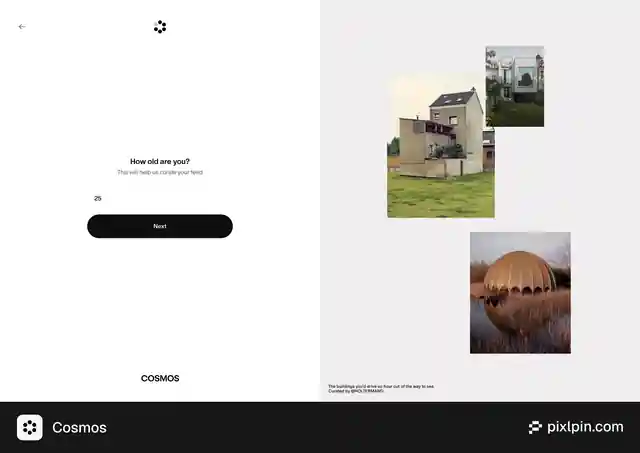 How old are you?
This will help us curate your feed
25
Next
COSMOS
The buildings you'd drive an hour out of the way to see.
Curated by
Cosmos
pixlpin.com